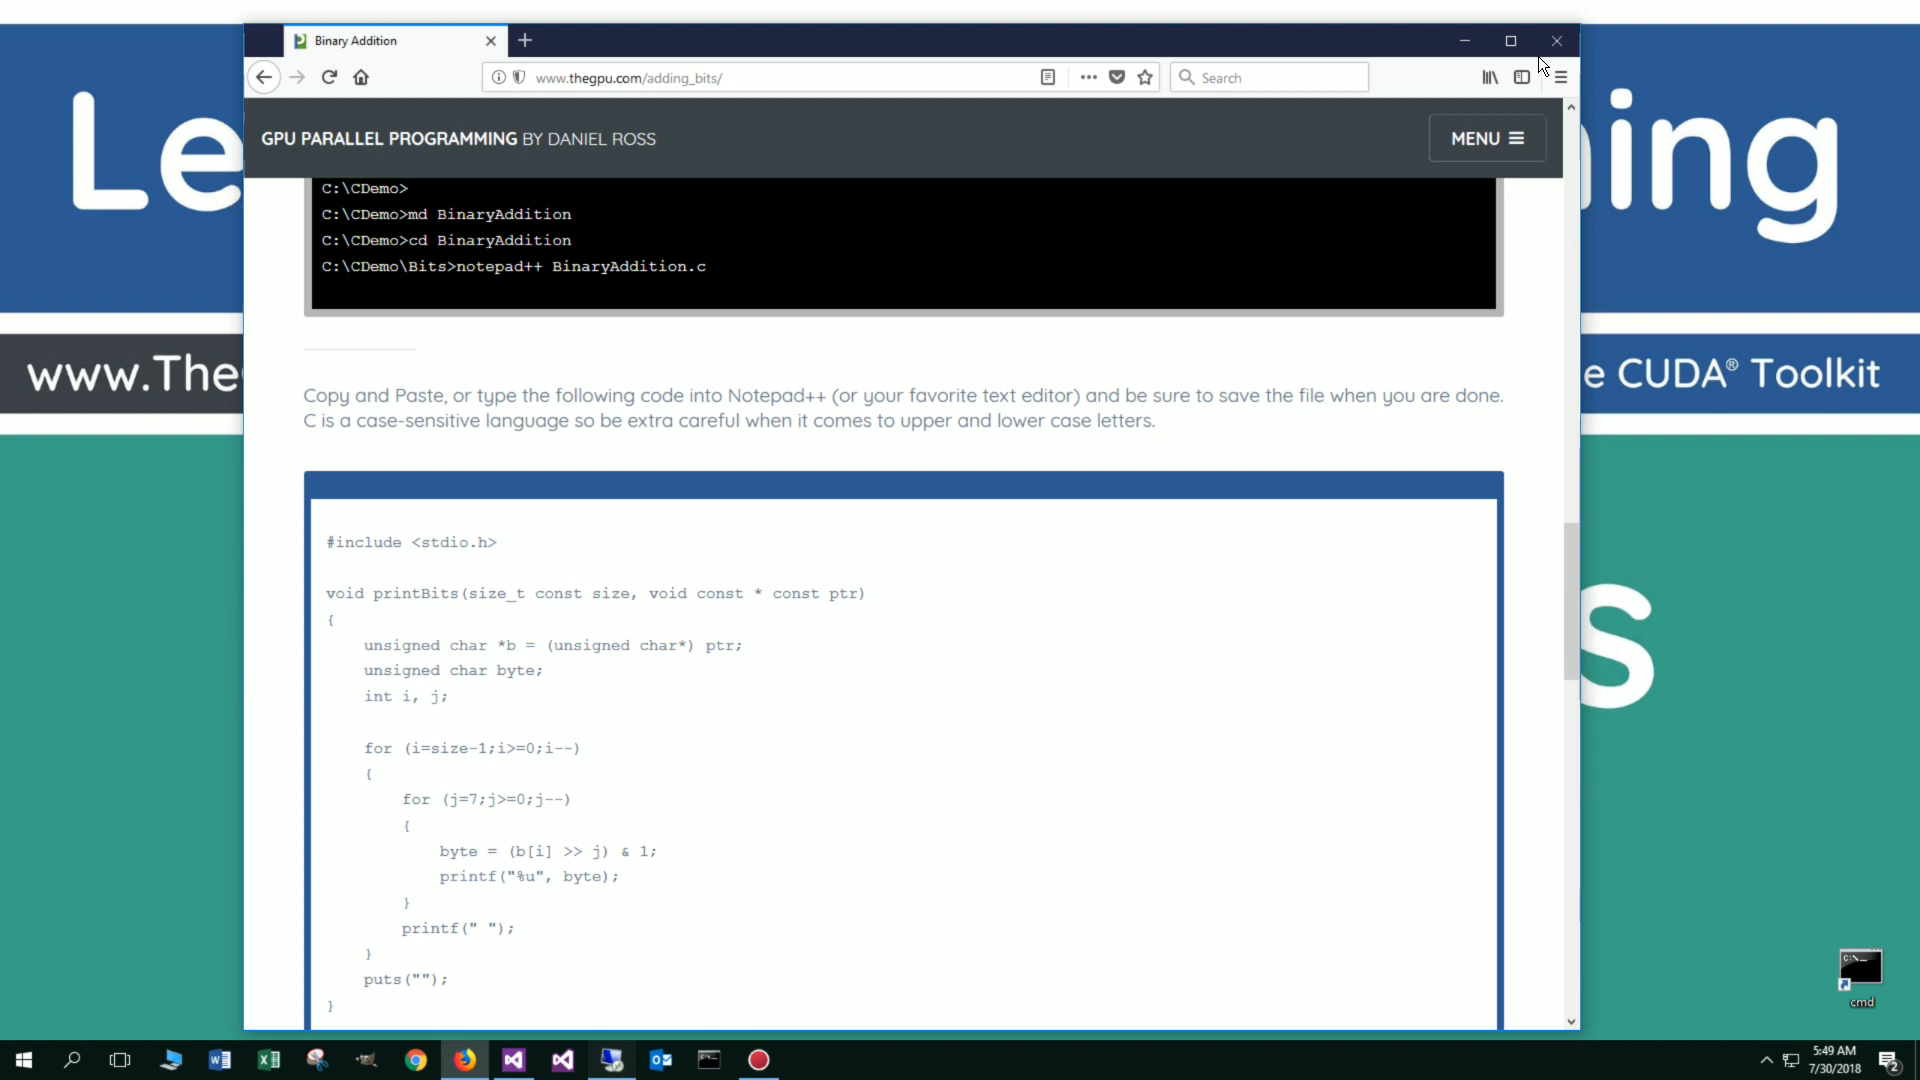 Binary Addition
www.thegpu.com/adding_bits/
Search
GPU PARALLEL PROGRAMMING BY DANIEL ROSS
MENU
C:\CDemo>
C:\CDemo>md BinaryAddition
C:\CDemo>cd BinaryAddition
C:\CDemo\Bits>notepad++ BinaryAddition.c
Copy and Paste, or type the following code into Notepad++ (or your favorite text editor) and be sure to save the file when you are done.
C is a case-sensitive language so be extra careful when it comes to upper and lower case letters.
#include <stdio.h>
void printBits(size_t const size, void const * const ptr)
{
unsigned char *b = (unsigned char*) ptr;
unsigned char byte;
int i, j;
for (i=size-1;i>=0;i--)
{
for (j=7;j>=0;j--)
{
byte = (b[i] >> j) & 1;
printf("%u", byte);
}
printf(" ");
}
puts("");
}
Le
ing
www.The
e CUDA® Toolkit
s
cmd
5:49 AM
7/30/2018
2